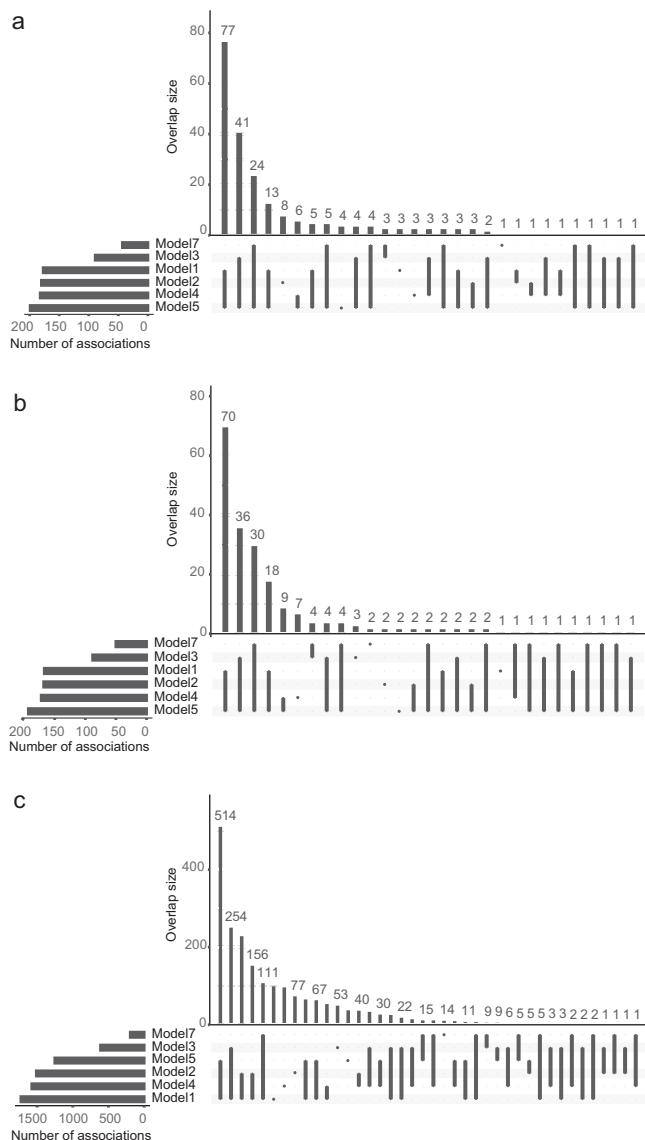 a
80
60
40
20
0
Overlap size
77 41 24 13 8 6 5 5 4 4 4 3 3 3 3 3 3 3 2 1 1 1 1 1 1 1 1 1 1
Model7
Model3
Model1
Model2
Model4
Model5
200 150 100 50 0
Number of associations
b
80
60
40
20
0
Overlap size
70 36 30 18 9 7 4 4 4 3 2 2 2 2 2 2 2 2 2 1 1 1 1 1 1 1 1 1 1
Model7
Model3
Model1
Model2
Model4
Model5
200 150 100 50 0
Number of associations
c
400
200
0
Overlap size
514 254 156 111 77 67 53 40 30 22 15 14 11 9 9 6 5 5 5 3 3 2 2 2 1 1 1 1
Model7
Model3
Model5
Model2
Model4
Model1
1500 1000 500 0
Number of associations